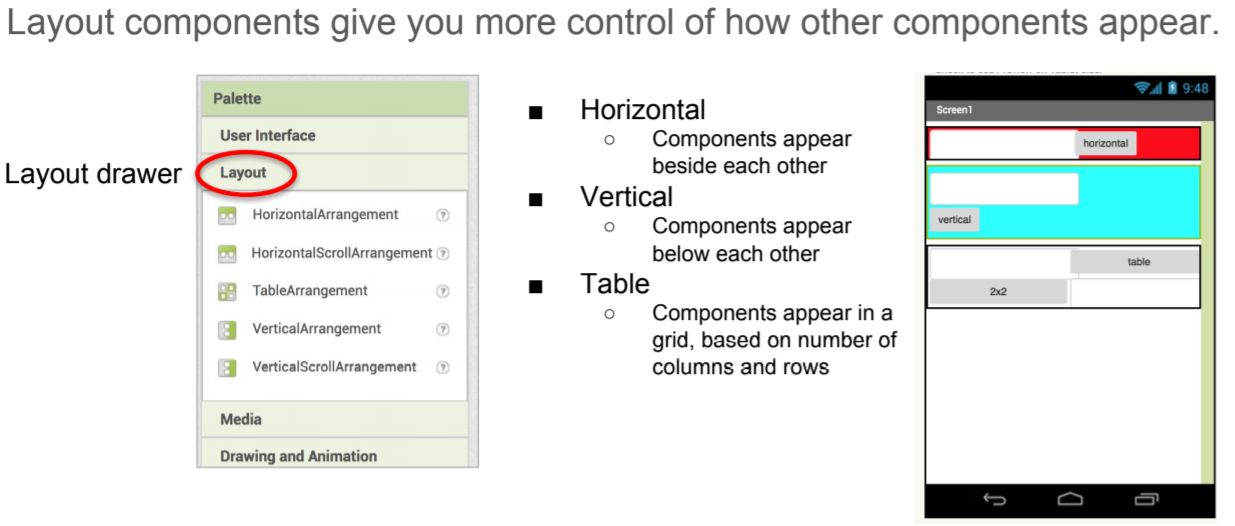 Layout components give you more control of how other components appear.
Layout drawer
Palette
User Interface
Layout
HorizontalArrangement ?
HorizontalScrollArrangement ?
TableArrangement ?
VerticalArrangement ?
VerticalScrollArrangement ?
Media
Drawing and Animation
■ Horizontal
○ Components appear
beside each other
■ Vertical
○ Components appear
below each other
■ Table
○ Components appear in a
grid, based on number of
columns and rows
9:48
Screen1
horizontal
vertical
table
2x2